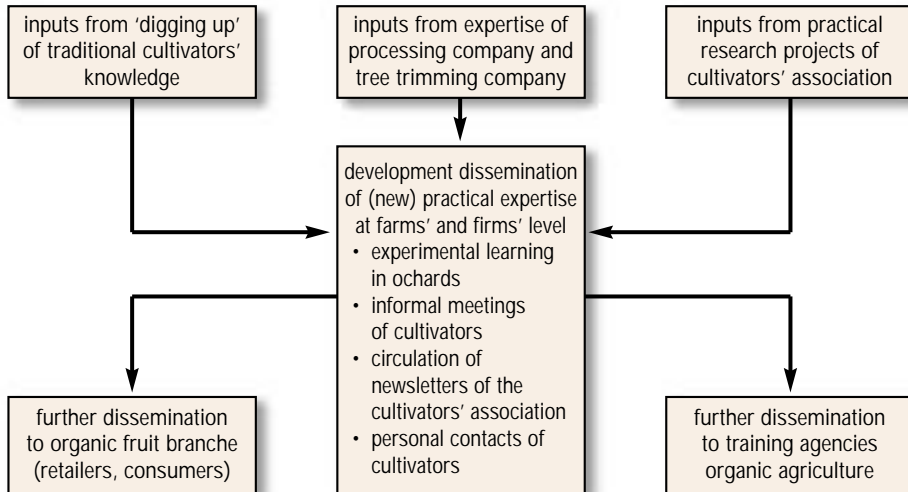 inputs from ‘digging up’
of traditional cultivators’
knowledge
inputs from expertise of
processing company and
tree trimming company
inputs from practical
research projects of
cultivators’ association
development dissemination
of (new) practical expertise
at farms’ and firms’ level
• experimental learning
in ochards
• informal meetings
of cultivators
• circulation of
newsletters of the
cultivators’ association
• personal contacts of
cultivators
further dissemination
to organic fruit branche
(retailers, consumers)
further dissemination
to training agencies
organic agriculture